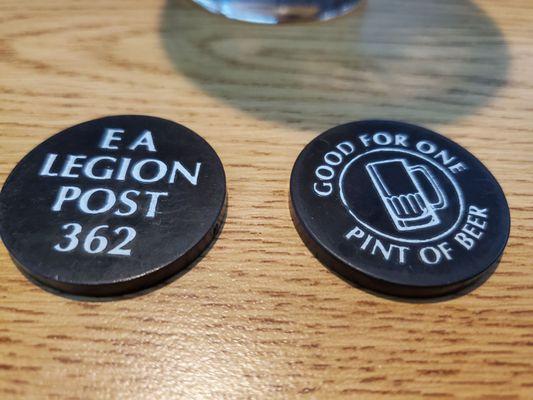 E A
LEGION
POST
362
GOOD FOR ONE
PINT OF BEER